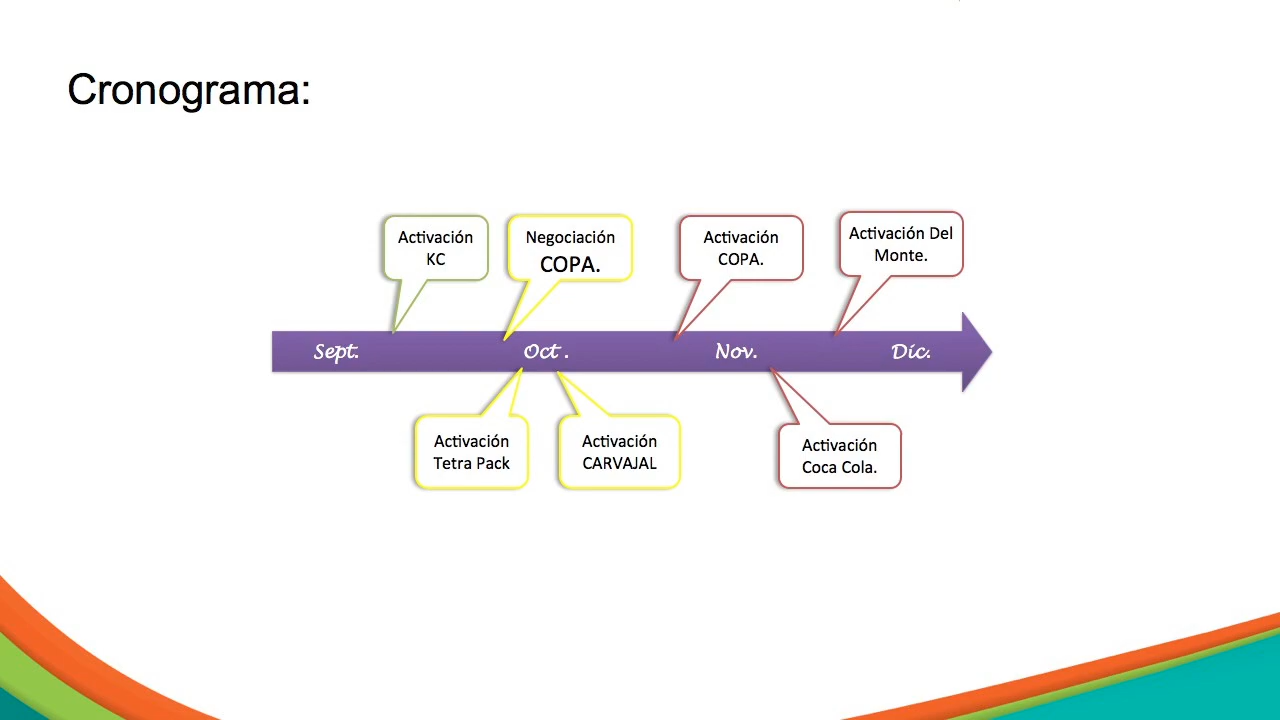 Cronograma:
Activación
KC
Negociación
COPA.
Activación
COPA.
Activación Del
Monte.
Sept.
Oct .
Nov.
Dic.
Activación
Tetra Pack
Activación
CARVAJAL
Activación
Coca Cola.